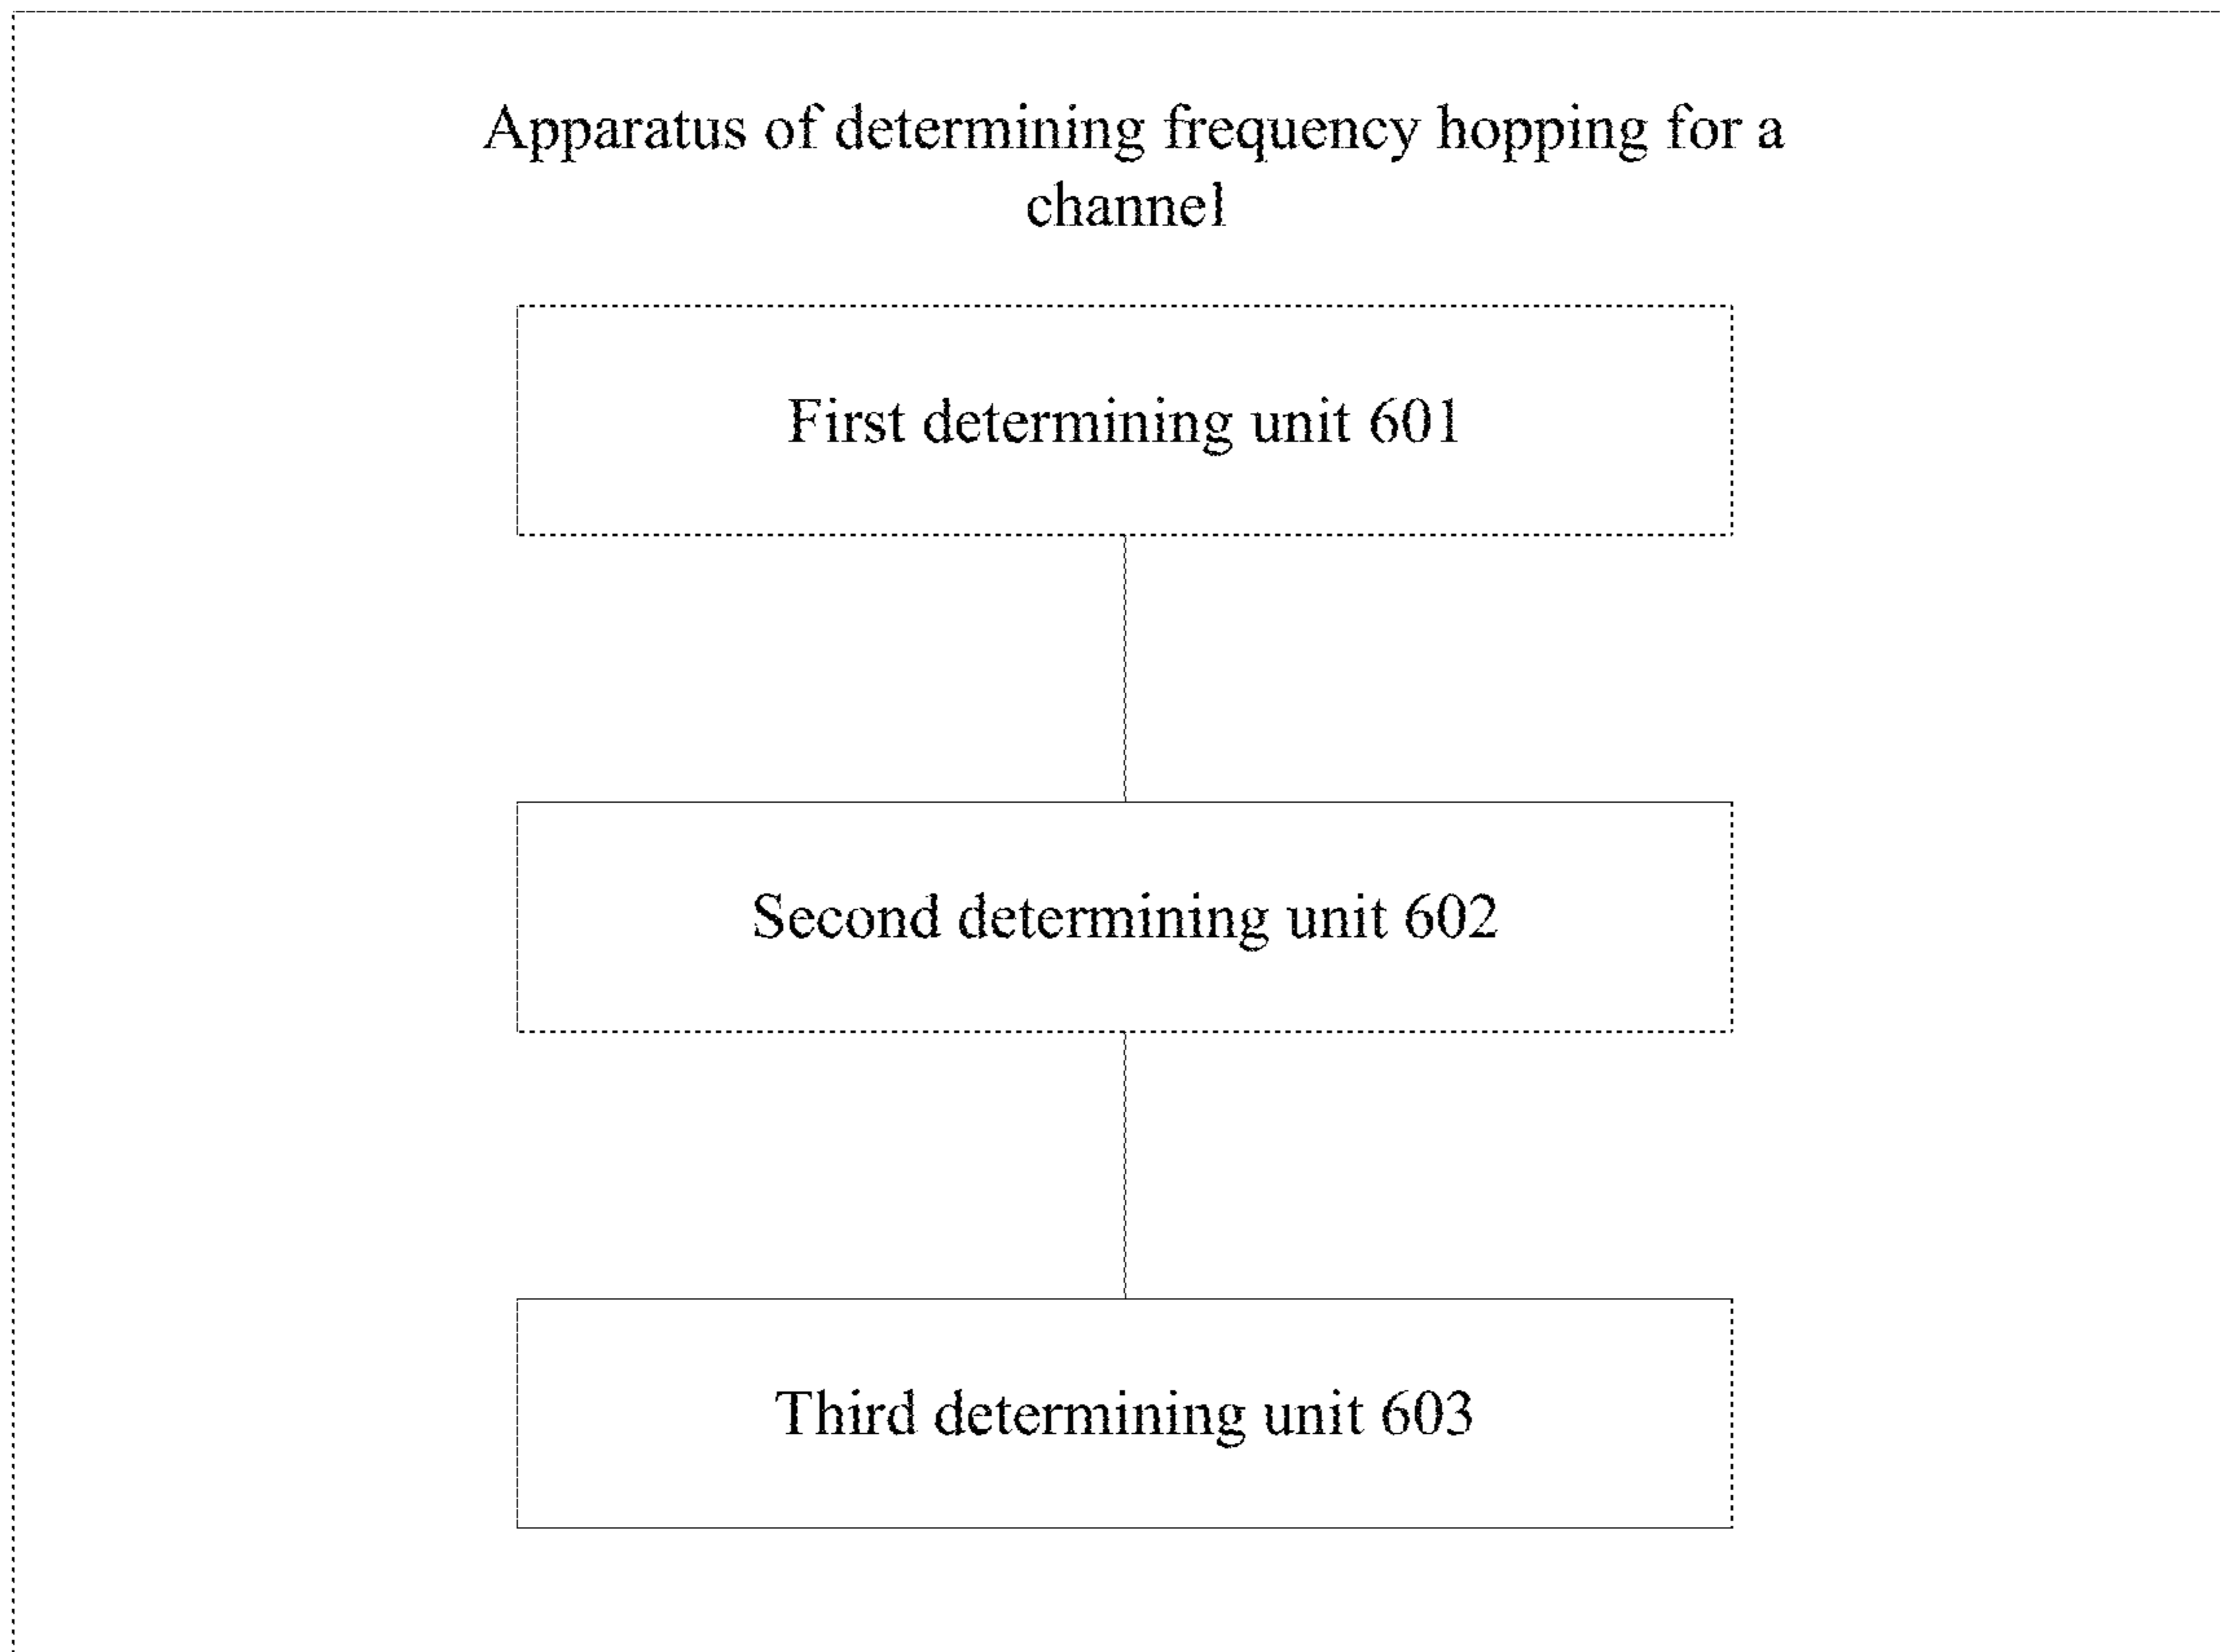 Apparatus of determining frequency hopping for a
channel
First determining unit 601
Second determining unit 602
Third determining unit 603